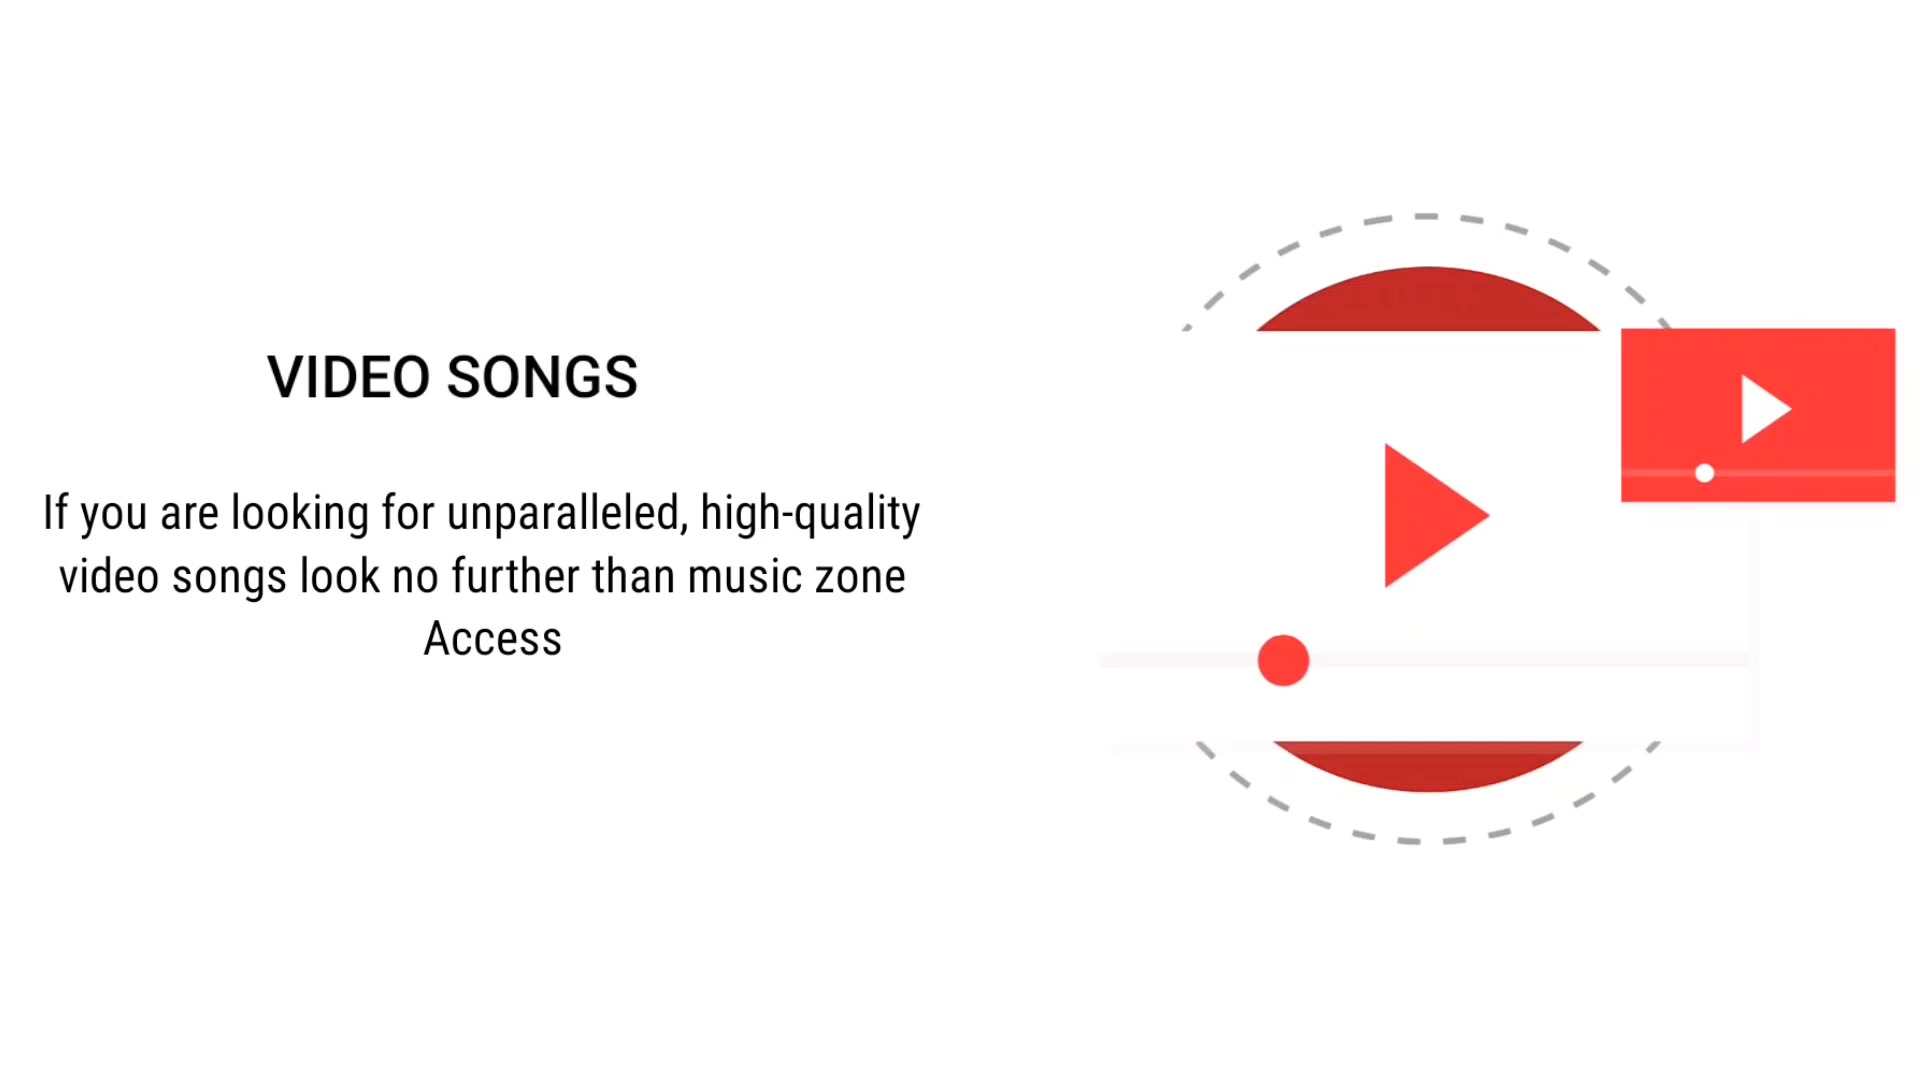 VIDEO SONGS
If you are looking for unparalleled, high-quality
video songs look no further than music zone
Access